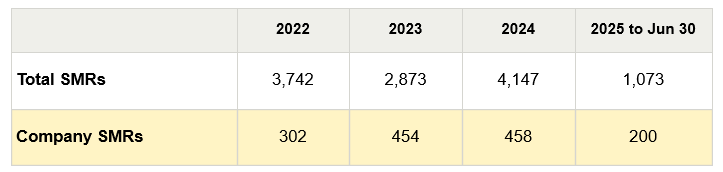 2022 2023 2024 2025 to Jun 30
Total SMRs 3,742 2,873 4,147 1,073
Company SMRs 302 454 458 200